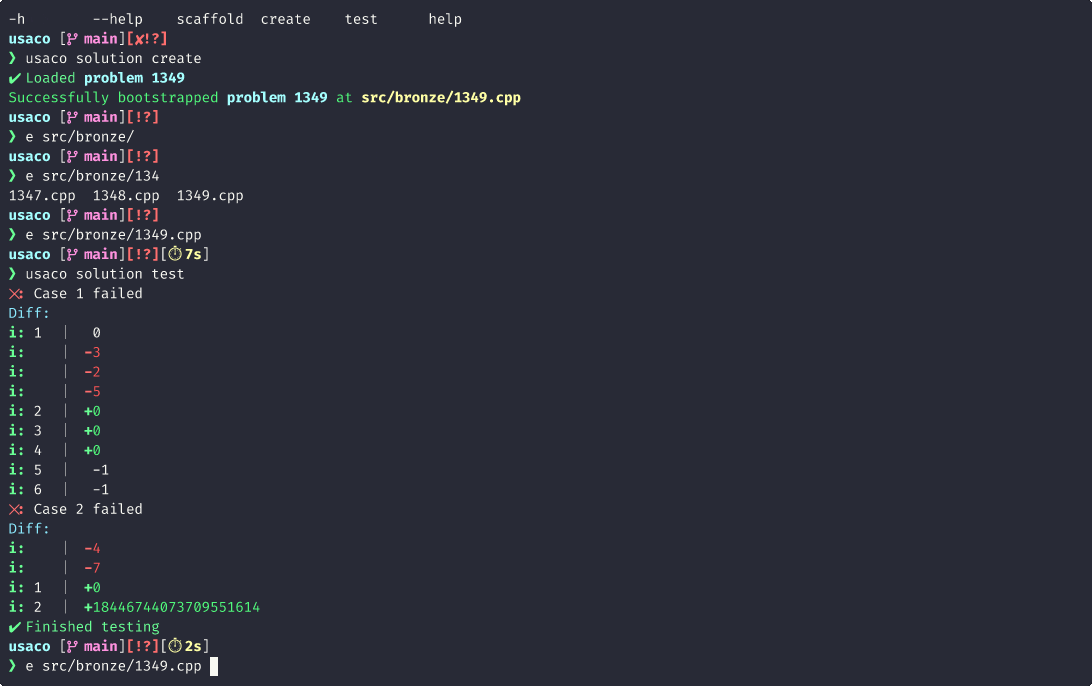 -h        --help    scaffold  create    test      help
usaco [ main][✘!?]
❯ usaco solution create
✔ Loaded problem 1349
Successfully bootstrapped problem 1349 at src/bronze/1349.cpp
usaco [ main][!?]
❯ e src/bronze/
usaco [ main][!?]
❯ e src/bronze/134
1347.cpp  1348.cpp  1349.cpp
usaco [ main][!?]
❯ e src/bronze/1349.cpp
usaco [ main][!?][⏱7s]
❯ usaco solution test
⤬: Case 1 failed
Diff:
i: 1  |   0
i:    |  -3
i:    |  -2
i:    |  -5
i: 2  |  +0
i: 3  |  +0
i: 4  |  +0
i: 5  |   -1
i: 6  |   -1
⤬: Case 2 failed
Diff:
i:    |  -4
i:    |  -7
i: 1  |  +0
i: 2  |  +18446744073709551614
✔ Finished testing
usaco [ main][!?][⏱2s]
❯ e src/bronze/1349.cpp